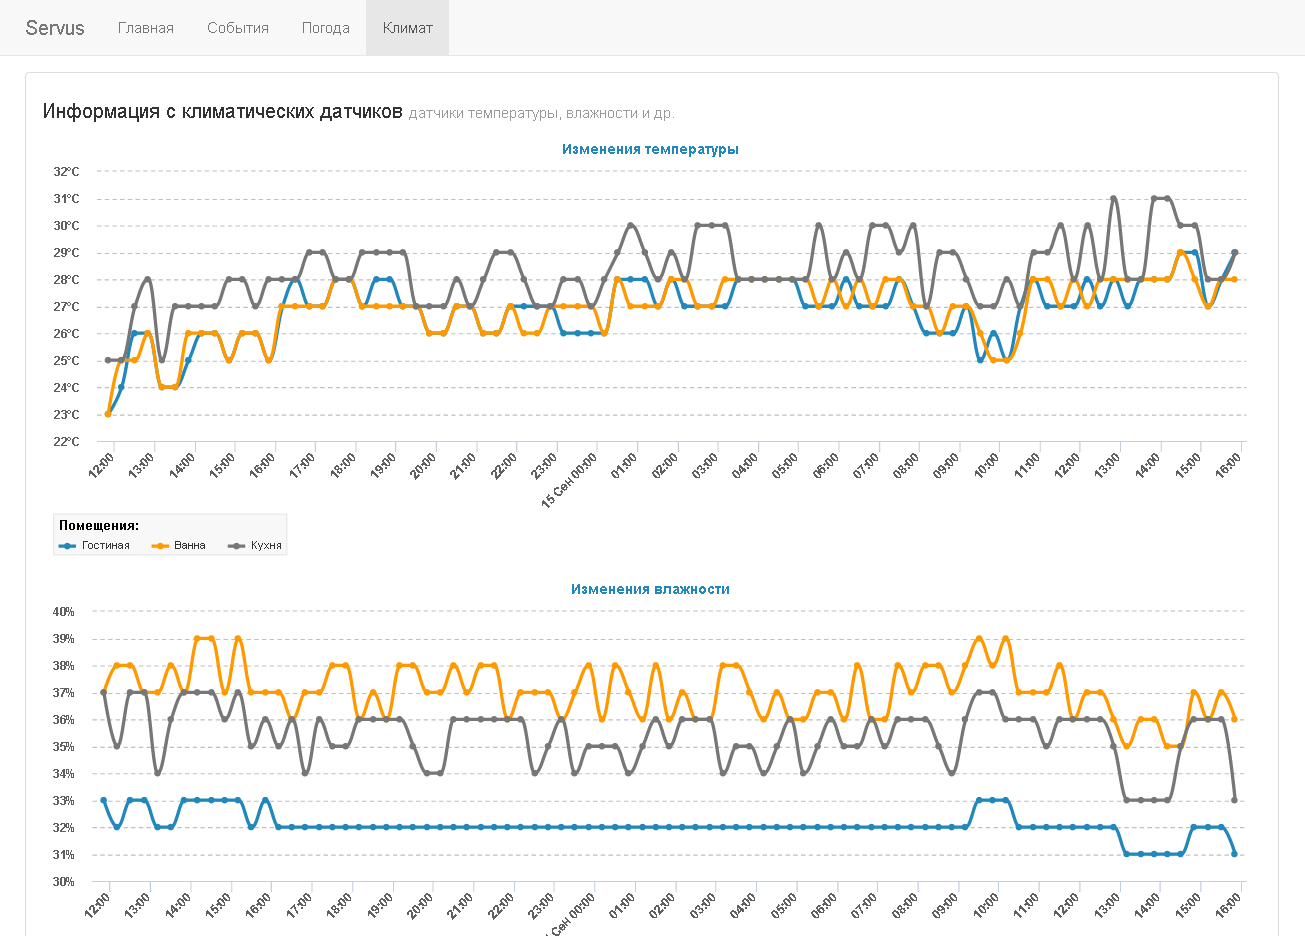 Servus Главная События Погода Климат
Информация с климатических датчиков датчики температуры, влажности и др.
Изменения температуры
32°C
31°C
30°C
29°C
28°C
27°C
26°C
25°C
24°C
23°C
22°C
12:00 13:00 14:00 15:00 16:00 17:00 18:00 19:00 20:00 21:00 22:00 23:00 15 Сен 00:00 01:00 02:00 03:00 04:00 05:00 06:00 07:00 08:00 09:00 10:00 11:00 12:00 13:00 14:00 15:00 16:00
Помещения:
Гостиная Ванна Кухня
Изменения влажности
40%
39%
38%
37%
36%
35%
34%
33%
32%
31%
30%
12:00 13:00 14:00 15:00 16:00 17:00 18:00 19:00 20:00 21:00 22:00 23:00 Сен 00:00 01:00 02:00 03:00 04:00 05:00 06:00 07:00 08:00 09:00 10:00 11:00 12:00 13:00 14:00 15:00 16:00